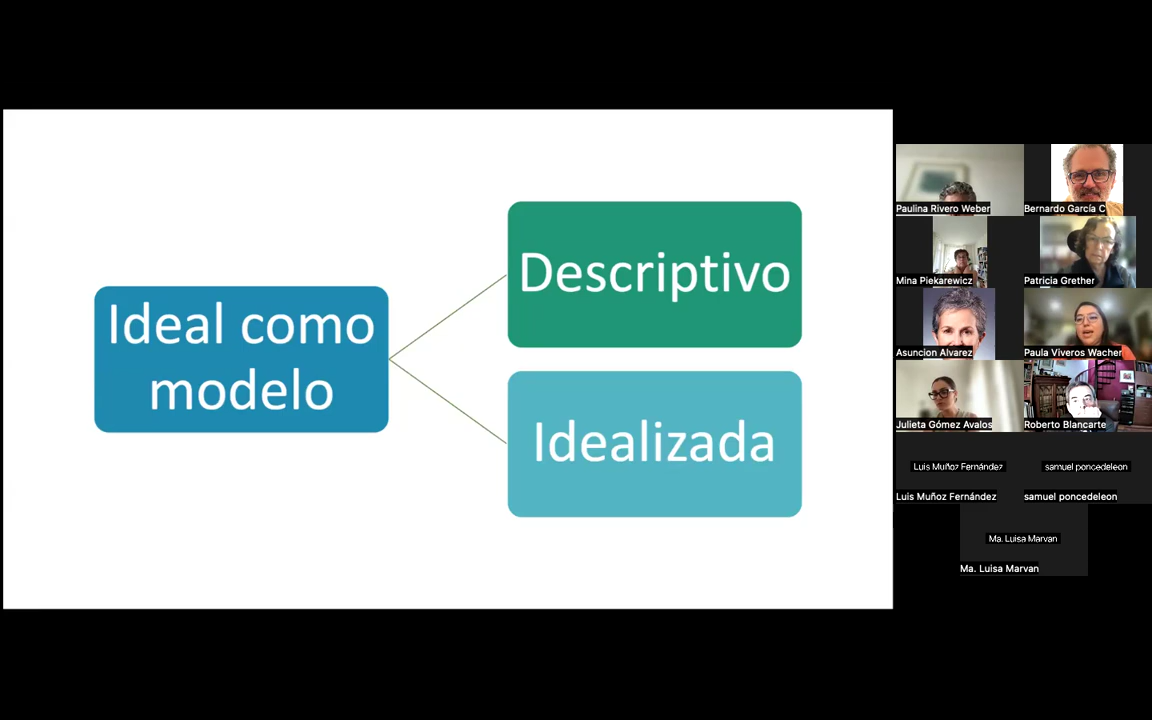 Ideal como
modelo
Descriptivo
Idealizada
Paulina Rivero Weber
Bernardo García C
Mina Piekarewicz
Patricia Grether
Asuncion Alvarez
Paula Viveros Wacher
Julieta Gómez Avalos
Roberto Blancarte
Luis Muñoz Fernández
samuel poncedeleon
Luis Muñoz Fernández
samuel poncedeleon
Ma. Luisa Marvan
Ma. Luisa Marvan